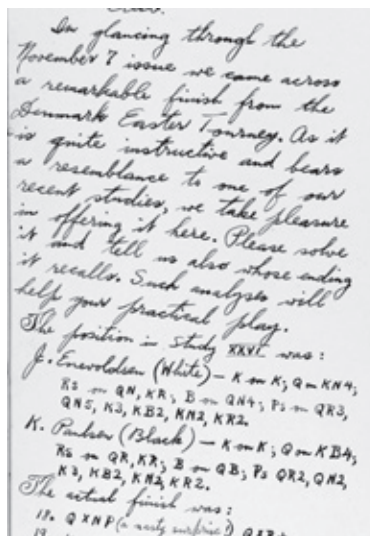 In glancing through the
November 7 issue we came across
a remarkable finish from the
Denmark Easter Tourney. As it
is quite instructive and bears
a resemblance to one of our
recent studies, we take pleasure
in offering it here. Please solve
it and tell us also whose ending
it recalls. Such analyses will
help your practical play.
The position in Study XXVI was:
J. Enevoldsen (White) – K on K; Q on KN4;
Rs on QN, KR; B on QN4; Ps on QR3,
QN5, K3, KB2, KN2, KR2.
K. Paulsen (Black) – K on K; Q on KB4;
Rs on QR, KR; B on QB; Ps QR2, QN2,
K3, KB2, KN2, KR2.
The actual finish was:
18. Q X NP (a nasty surprise!)